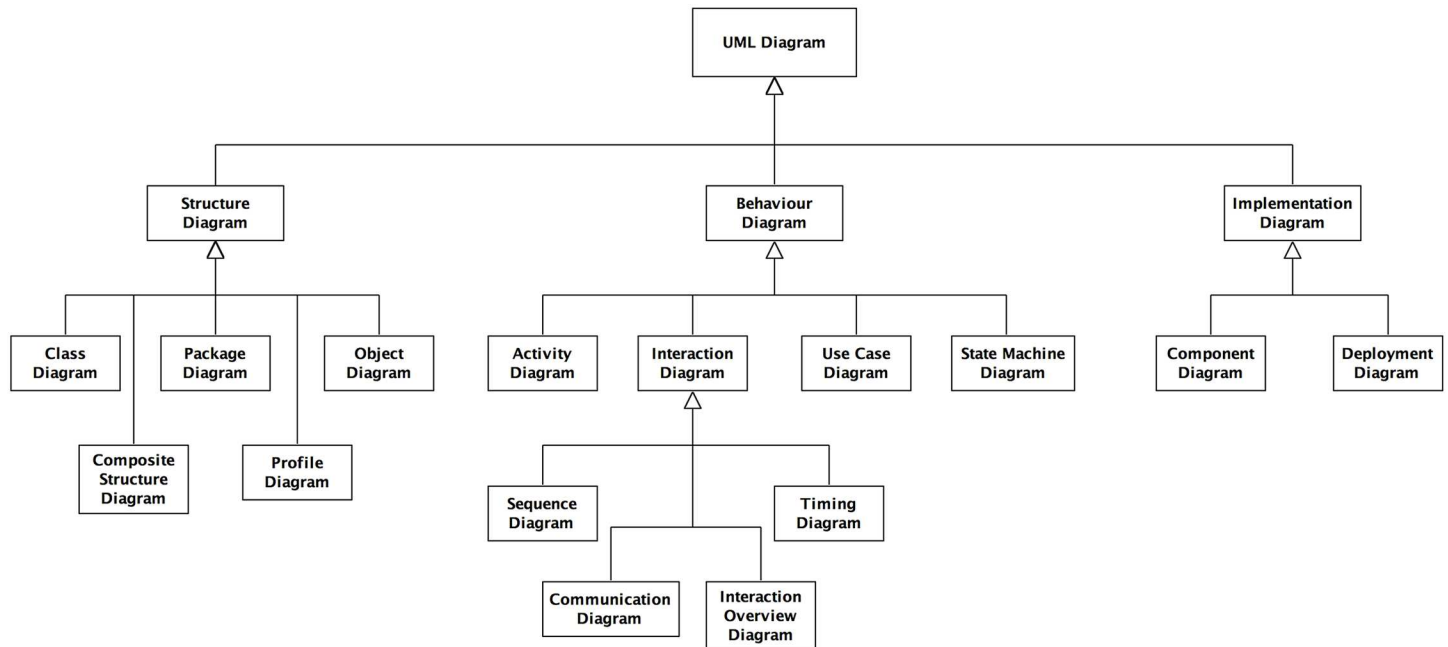 UML Diagram
Structure
Diagram
Behaviour
Diagram
Implementation
Diagram
Class
Diagram
Package
Diagram
Object
Diagram
Activity
Diagram
Interaction
Diagram
Use Case
Diagram
State Machine
Diagram
Component
Diagram
Deployment
Diagram
Composite
Structure
Diagram
Profile
Diagram
Sequence
Diagram
Timing
Diagram
Communication
Diagram
Interaction
Overview
Diagram